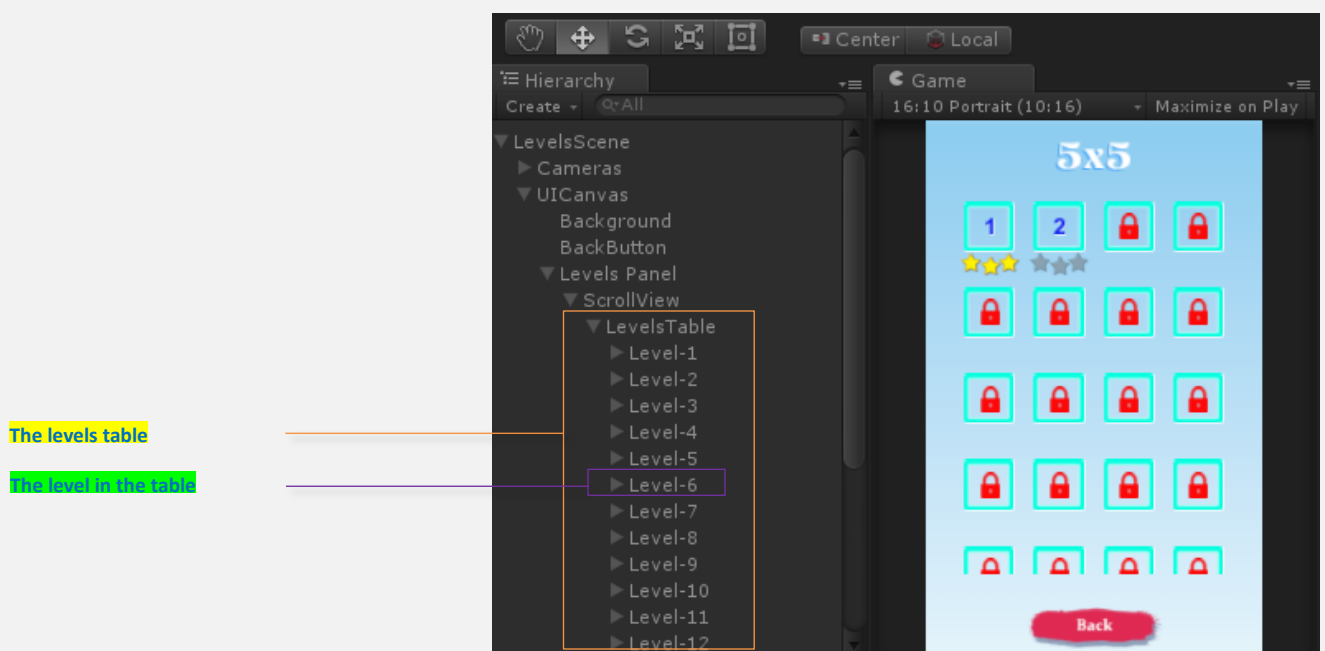 Center Local
Hierarchy
Create All
LevelsScene
Cameras
UICanvas
Background
BackButton
Levels Panel
ScrollView
LevelsTable
Level-1
Level-2
Level-3
Level-4
Level-5
Level-6
Level-7
Level-8
Level-9
Level-10
Level-11
Level-12
The levels table
The level in the table
Game
16:10 Portrait (10:16) Maximize on Play
5x5
1 2
Back